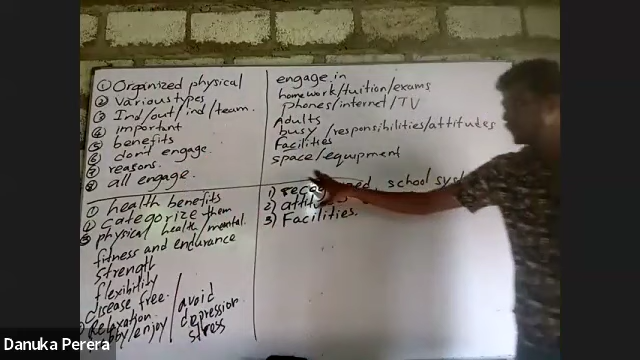 ① Organized physical
② Various types
③ Ind/out/ind/team.
④ important
⑤ benefits
⑥ don't engage.
⑦ reasons.
⑧ all engage.
engage in
homework/tuition/exams
phones/internet/TV
Adults
busy/responsibilities/attitudes
Facilities
space/equipment
① health benefits
② categorize them
③ physical health/mental.
fitness and endurance
strength
flexibility
disease free.
Relaxation
enjoy
avoid
depression
stress
1) school
2)
3) Facilities.
Danuka Perera